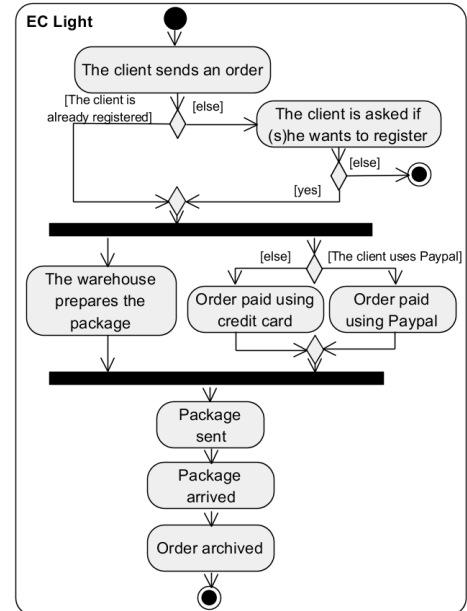 EC Light
The client sends an order
[The client is
already registered]
[else]
The client is asked if
(s)he wants to register
[else]
[yes]
[else]
[The client uses Paypal]
The warehouse
prepares the
package
Order paid using
credit card
Order paid
using Paypal
Package
sent
Package
arrived
Order archived